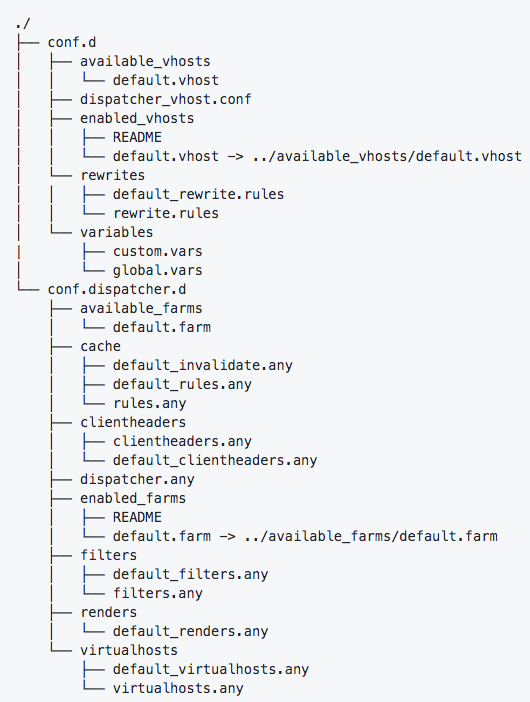 ./
├── conf.d
│   ├── available_vhosts
│   │   └── default.vhost
│   ├── dispatcher_vhost.conf
│   ├── enabled_vhosts
│   │   ├── README
│   │   └── default.vhost -> ../available_vhosts/default.vhost
│   └── rewrites
│   │   ├── default_rewrite.rules
│   │   └── rewrite.rules
│   └── variables
|       ├── custom.vars
│       └── global.vars
└── conf.dispatcher.d
    ├── available_farms
    │   └── default.farm
    ├── cache
    │   ├── default_invalidate.any
    │   ├── default_rules.any
    │   └── rules.any
    ├── clientheaders
    │   ├── clientheaders.any
    │   └── default_clientheaders.any
    ├── dispatcher.any
    ├── enabled_farms
    │   ├── README
    │   └── default.farm -> ../available_farms/default.farm
    ├── filters
    │   ├── default_filters.any
    │   └── filters.any
    ├── renders
    │   └── default_renders.any
    └── virtualhosts
        ├── default_virtualhosts.any
        └── virtualhosts.any